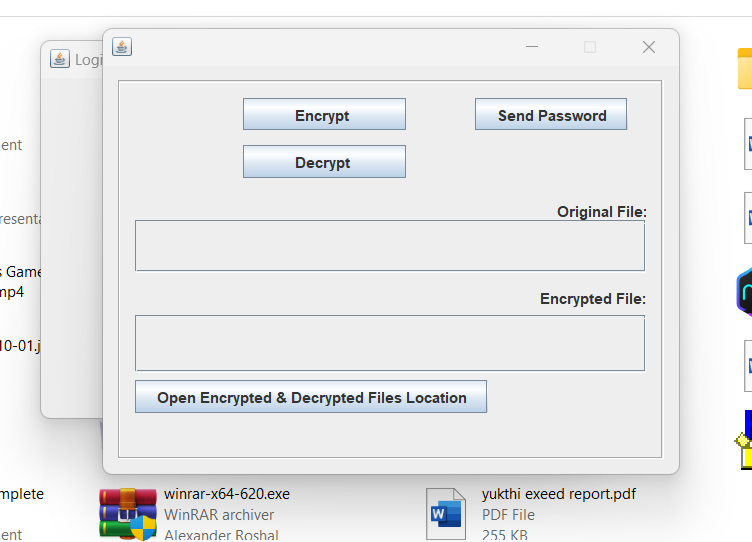 Logi
Encrypt
Send Password
Decrypt
ent
Original File:
resenta
s Game
mp4
Encrypted File:
10-01.j
Open Encrypted & Decrypted Files Location
mplete
winrar-x64-620.exe
yukthi exeed report.pdf
WinRAR archiver
PDF File
ent
Alexander Roshal
255 KB